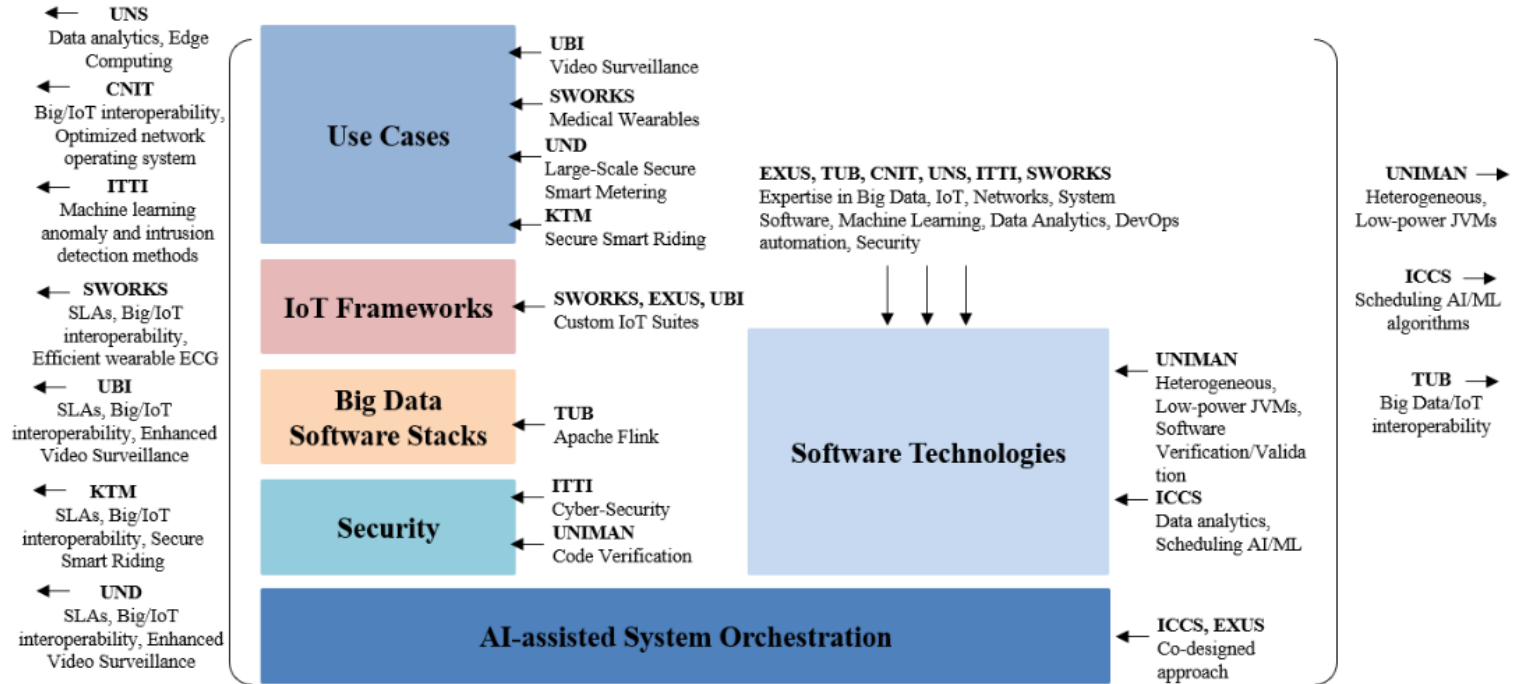 UNS
Data analytics, Edge
Computing
CNIT
Big/IoT interoperability,
Optimized network
operating system
ITTI
Machine learning
anomaly and intrusion
detection methods
SWORKS
SLAs, Big/IoT
interoperability,
Efficient wearable ECG
UBI
SLAs, Big/IoT
interoperability, Enhanced
Video Surveillance
KTM
SLAs, Big/IoT
interoperability, Secure
Smart Riding
UND
SLAs, Big/IoT
interoperability, Enhanced
Video Surveillance
Use Cases
UBI
Video Surveillance
SWORKS
Medical Wearables
UND
Large-Scale Secure
Smart Metering
KTM
Secure Smart Riding
IoT Frameworks
SWORKS, EXUS, UBI
Custom IoT Suites
Big Data
Software Stacks
TUB
Apache Flink
Security
ITTI
Cyber-Security
UNIMAN
Code Verification
EXUS, TUB, CNIT, UNS, ITTI, SWORKS
Expertise in Big Data, IoT, Networks, System
Software, Machine Learning, Data Analytics, DevOps
automation, Security
Software Technologies
UNIMAN
Heterogeneous,
Low-power JVMs,
Software
Verification/Valida
tion
ICCS
Data analytics,
Scheduling AI/ML
AI-assisted System Orchestration
ICCS, EXUS
Co-designed
approach
UNIMAN
Heterogeneous,
Low-power JVMs
ICCS
Scheduling AI/ML
algorithms
TUB
Big Data/IoT
interoperability